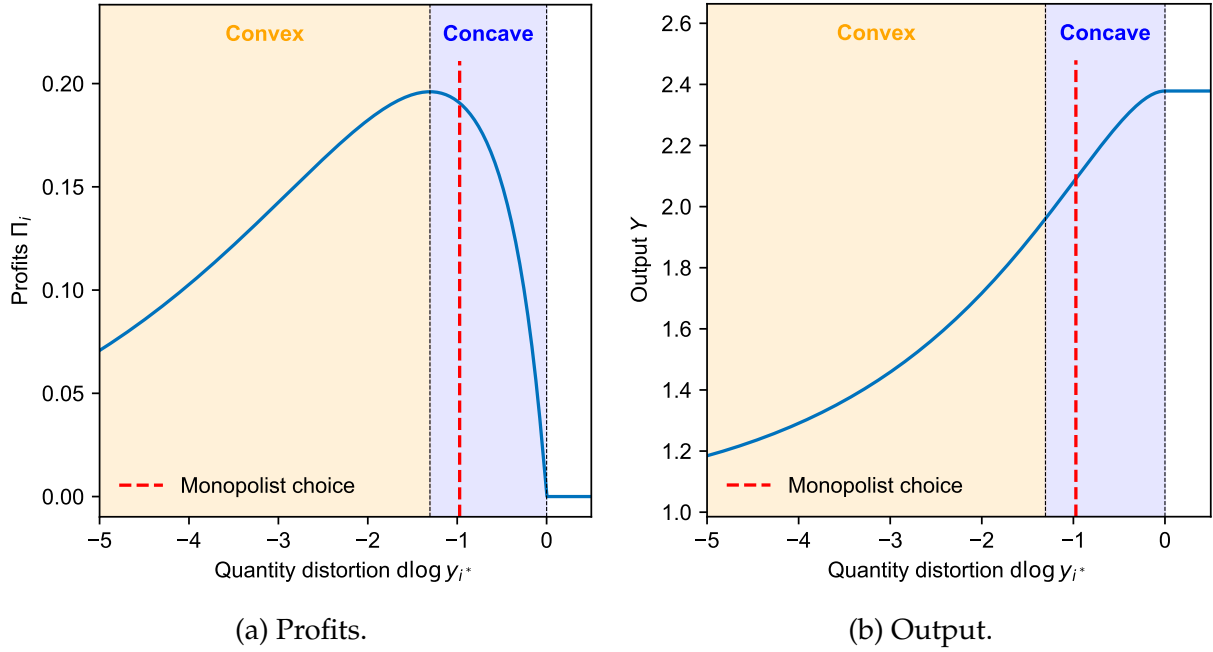 Convex
Concave
0.20
0.15
0.10
0.05
0.00
Profits Π_i
Monopolist choice
−5
−4
−3
−2
−1
0
Quantity distortion dlog y_{i*}
(a) Profits.
Convex
Concave
2.6
2.4
2.2
2.0
1.8
1.6
1.4
1.2
1.0
Output Y
Monopolist choice
−5
−4
−3
−2
−1
0
Quantity distortion dlog y_{i*}
(b) Output.